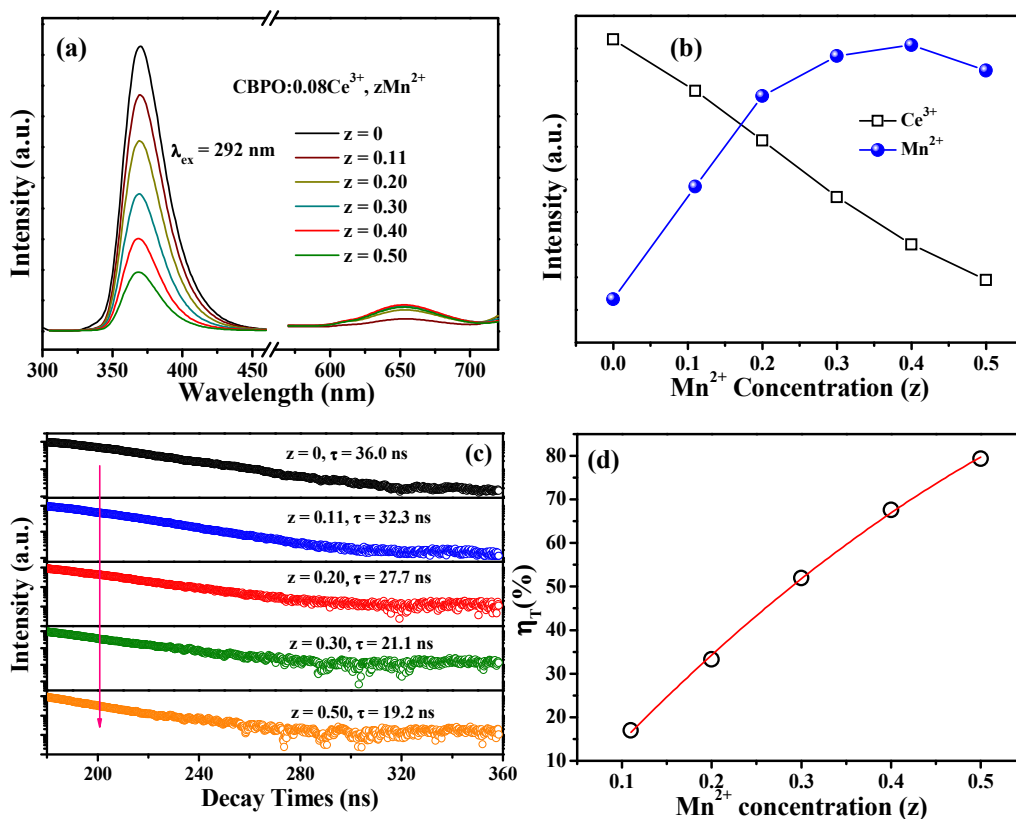 (a)
CBPO:0.08Ce³⁺, zMn²⁺
λex = 292 nm
z = 0
z = 0.11
z = 0.20
z = 0.30
z = 0.40
z = 0.50
Intensity (a.u.)
300 350 400 450 600 650 700
Wavelength (nm)
(b)
Ce³⁺
Mn²⁺
Intensity (a.u.)
0.0 0.1 0.2 0.3 0.4 0.5
Mn²⁺ Concentration (z)
(c)
z = 0, τ = 36.0 ns
z = 0.11, τ = 32.3 ns
z = 0.20, τ = 27.7 ns
z = 0.30, τ = 21.1 ns
z = 0.50, τ = 19.2 ns
Intensity (a.u.)
200 240 280 320 360
Decay Times (ns)
(d)
80
70
60
50
40
30
20
10
ηT(%)
0.1 0.2 0.3 0.4 0.5
Mn²⁺ concentration (z)